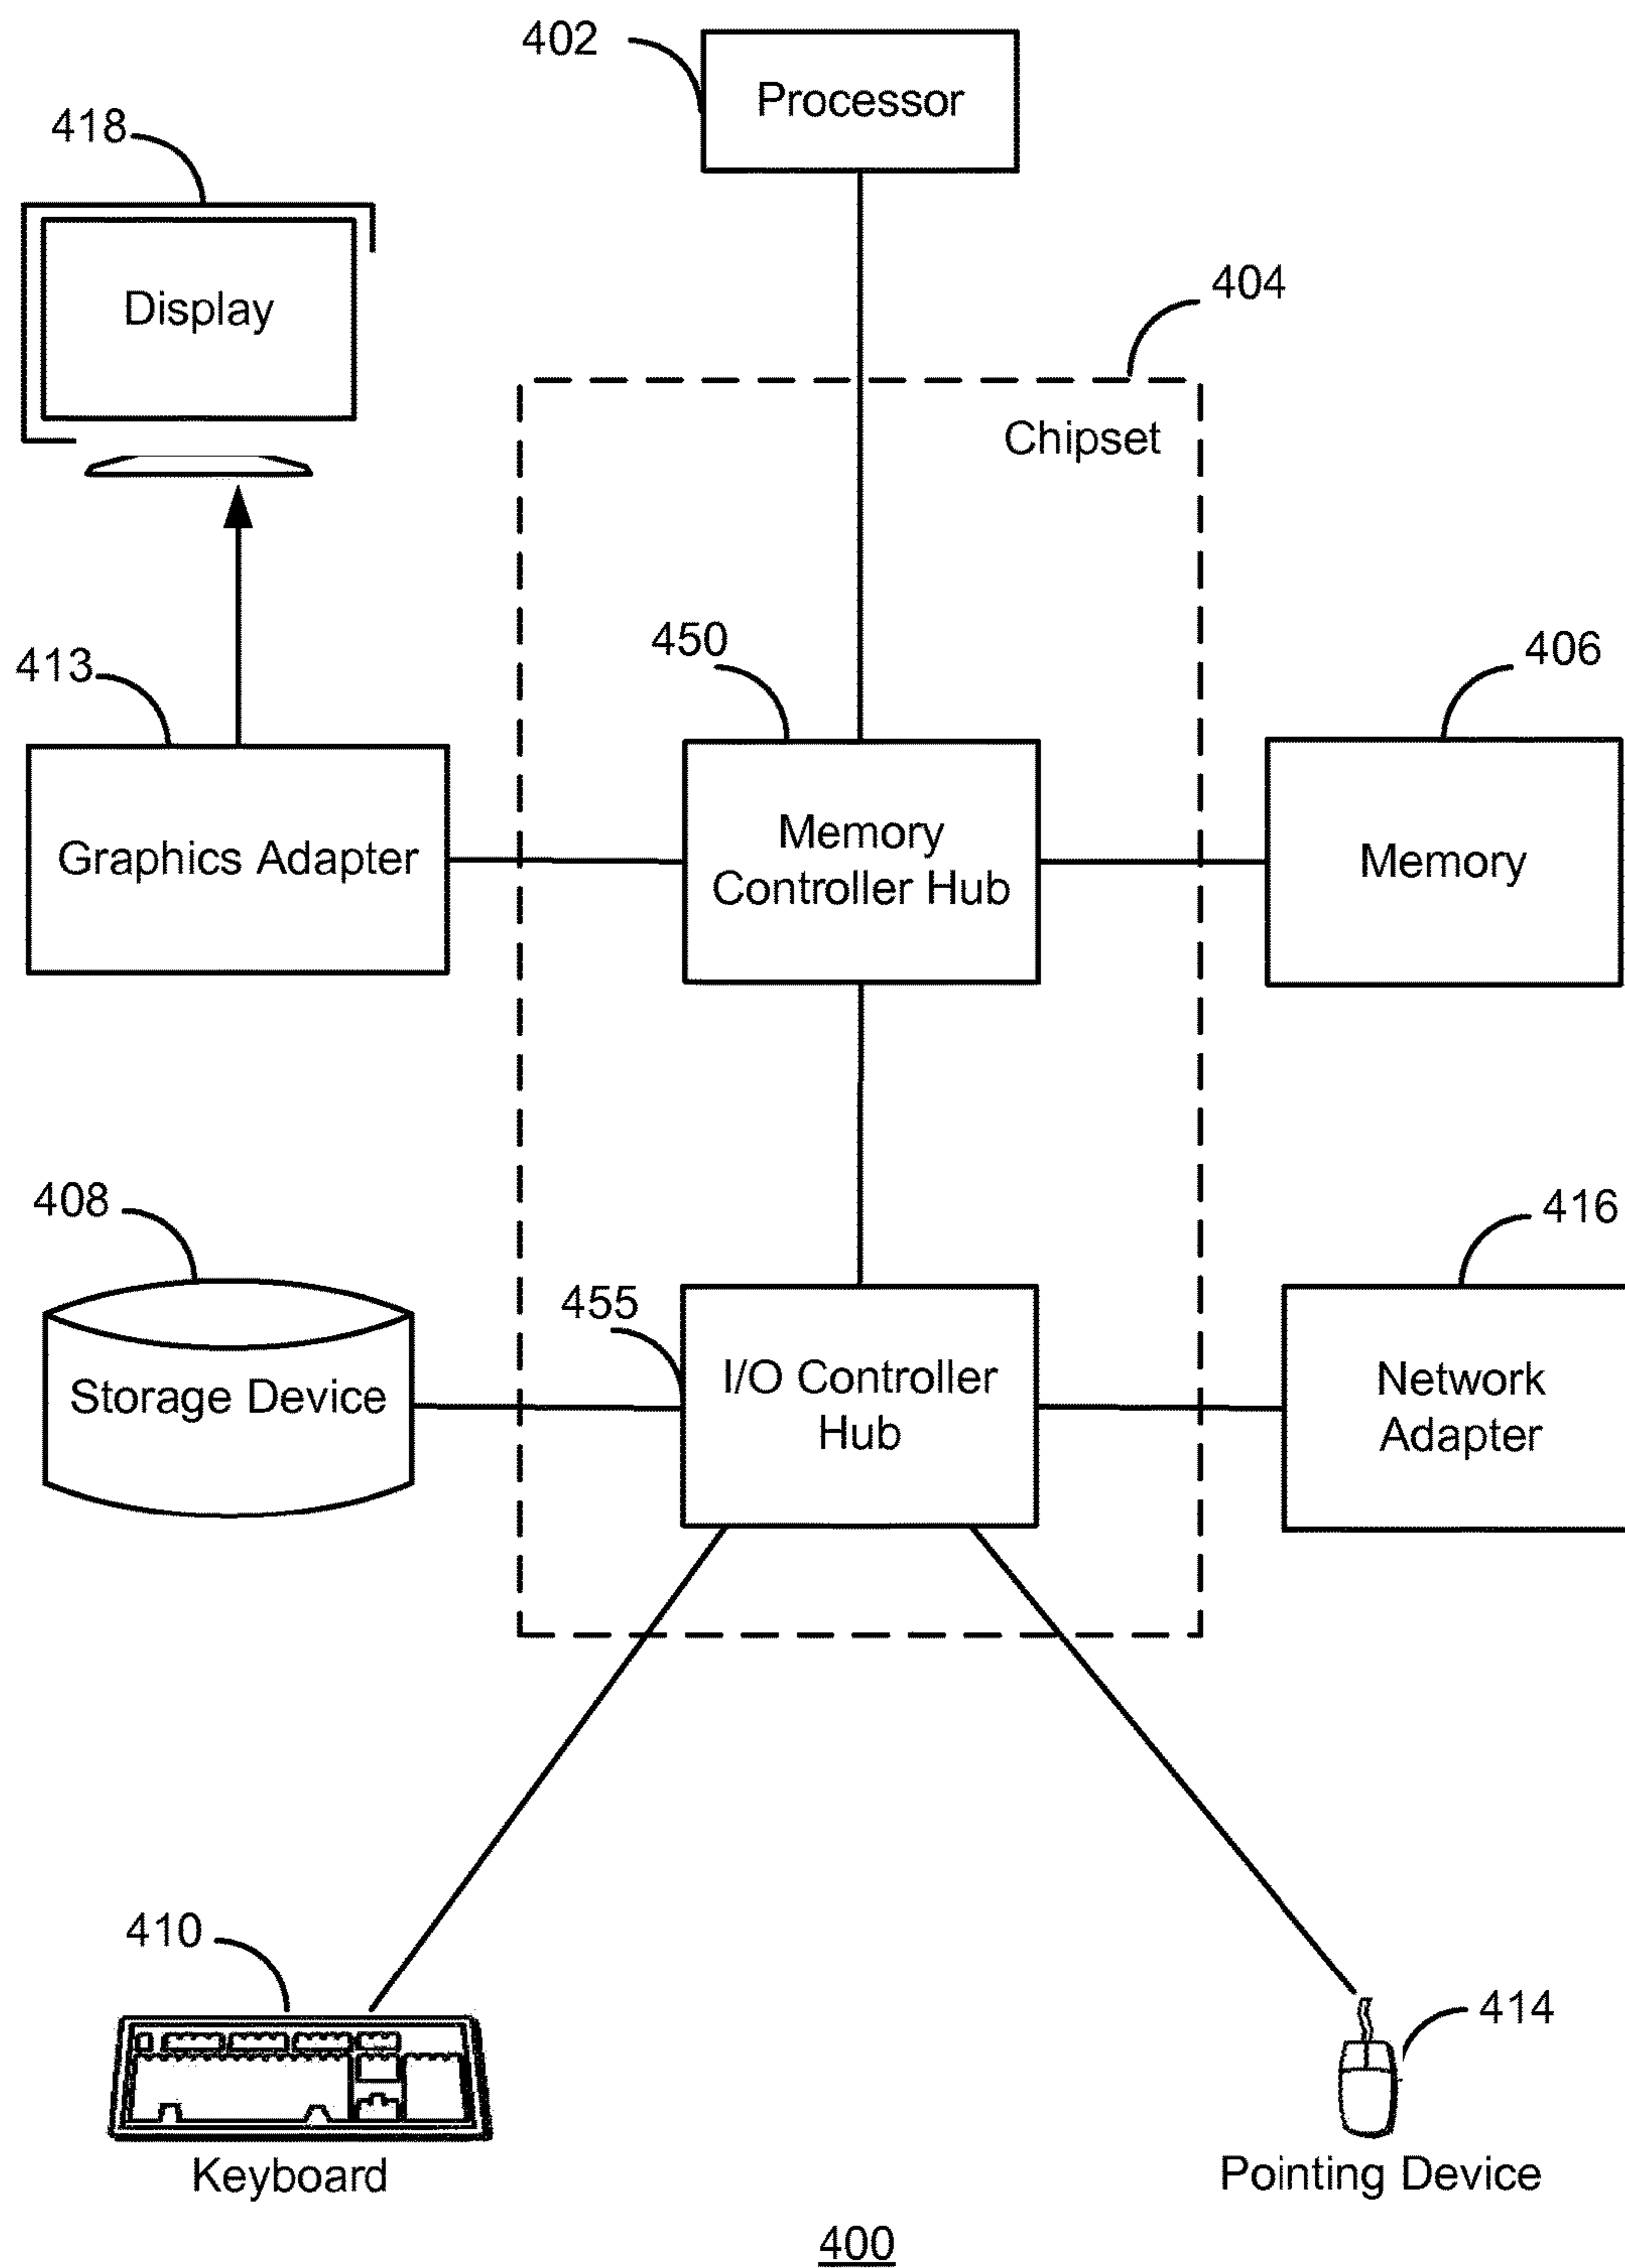 402
Processor
418
Display
404
Chipset
413
450
406
Graphics Adapter
Memory
Controller Hub
Memory
408
455
416
Storage Device
I/O Controller
Hub
Network
Adapter
410
414
Keyboard
Pointing Device
400